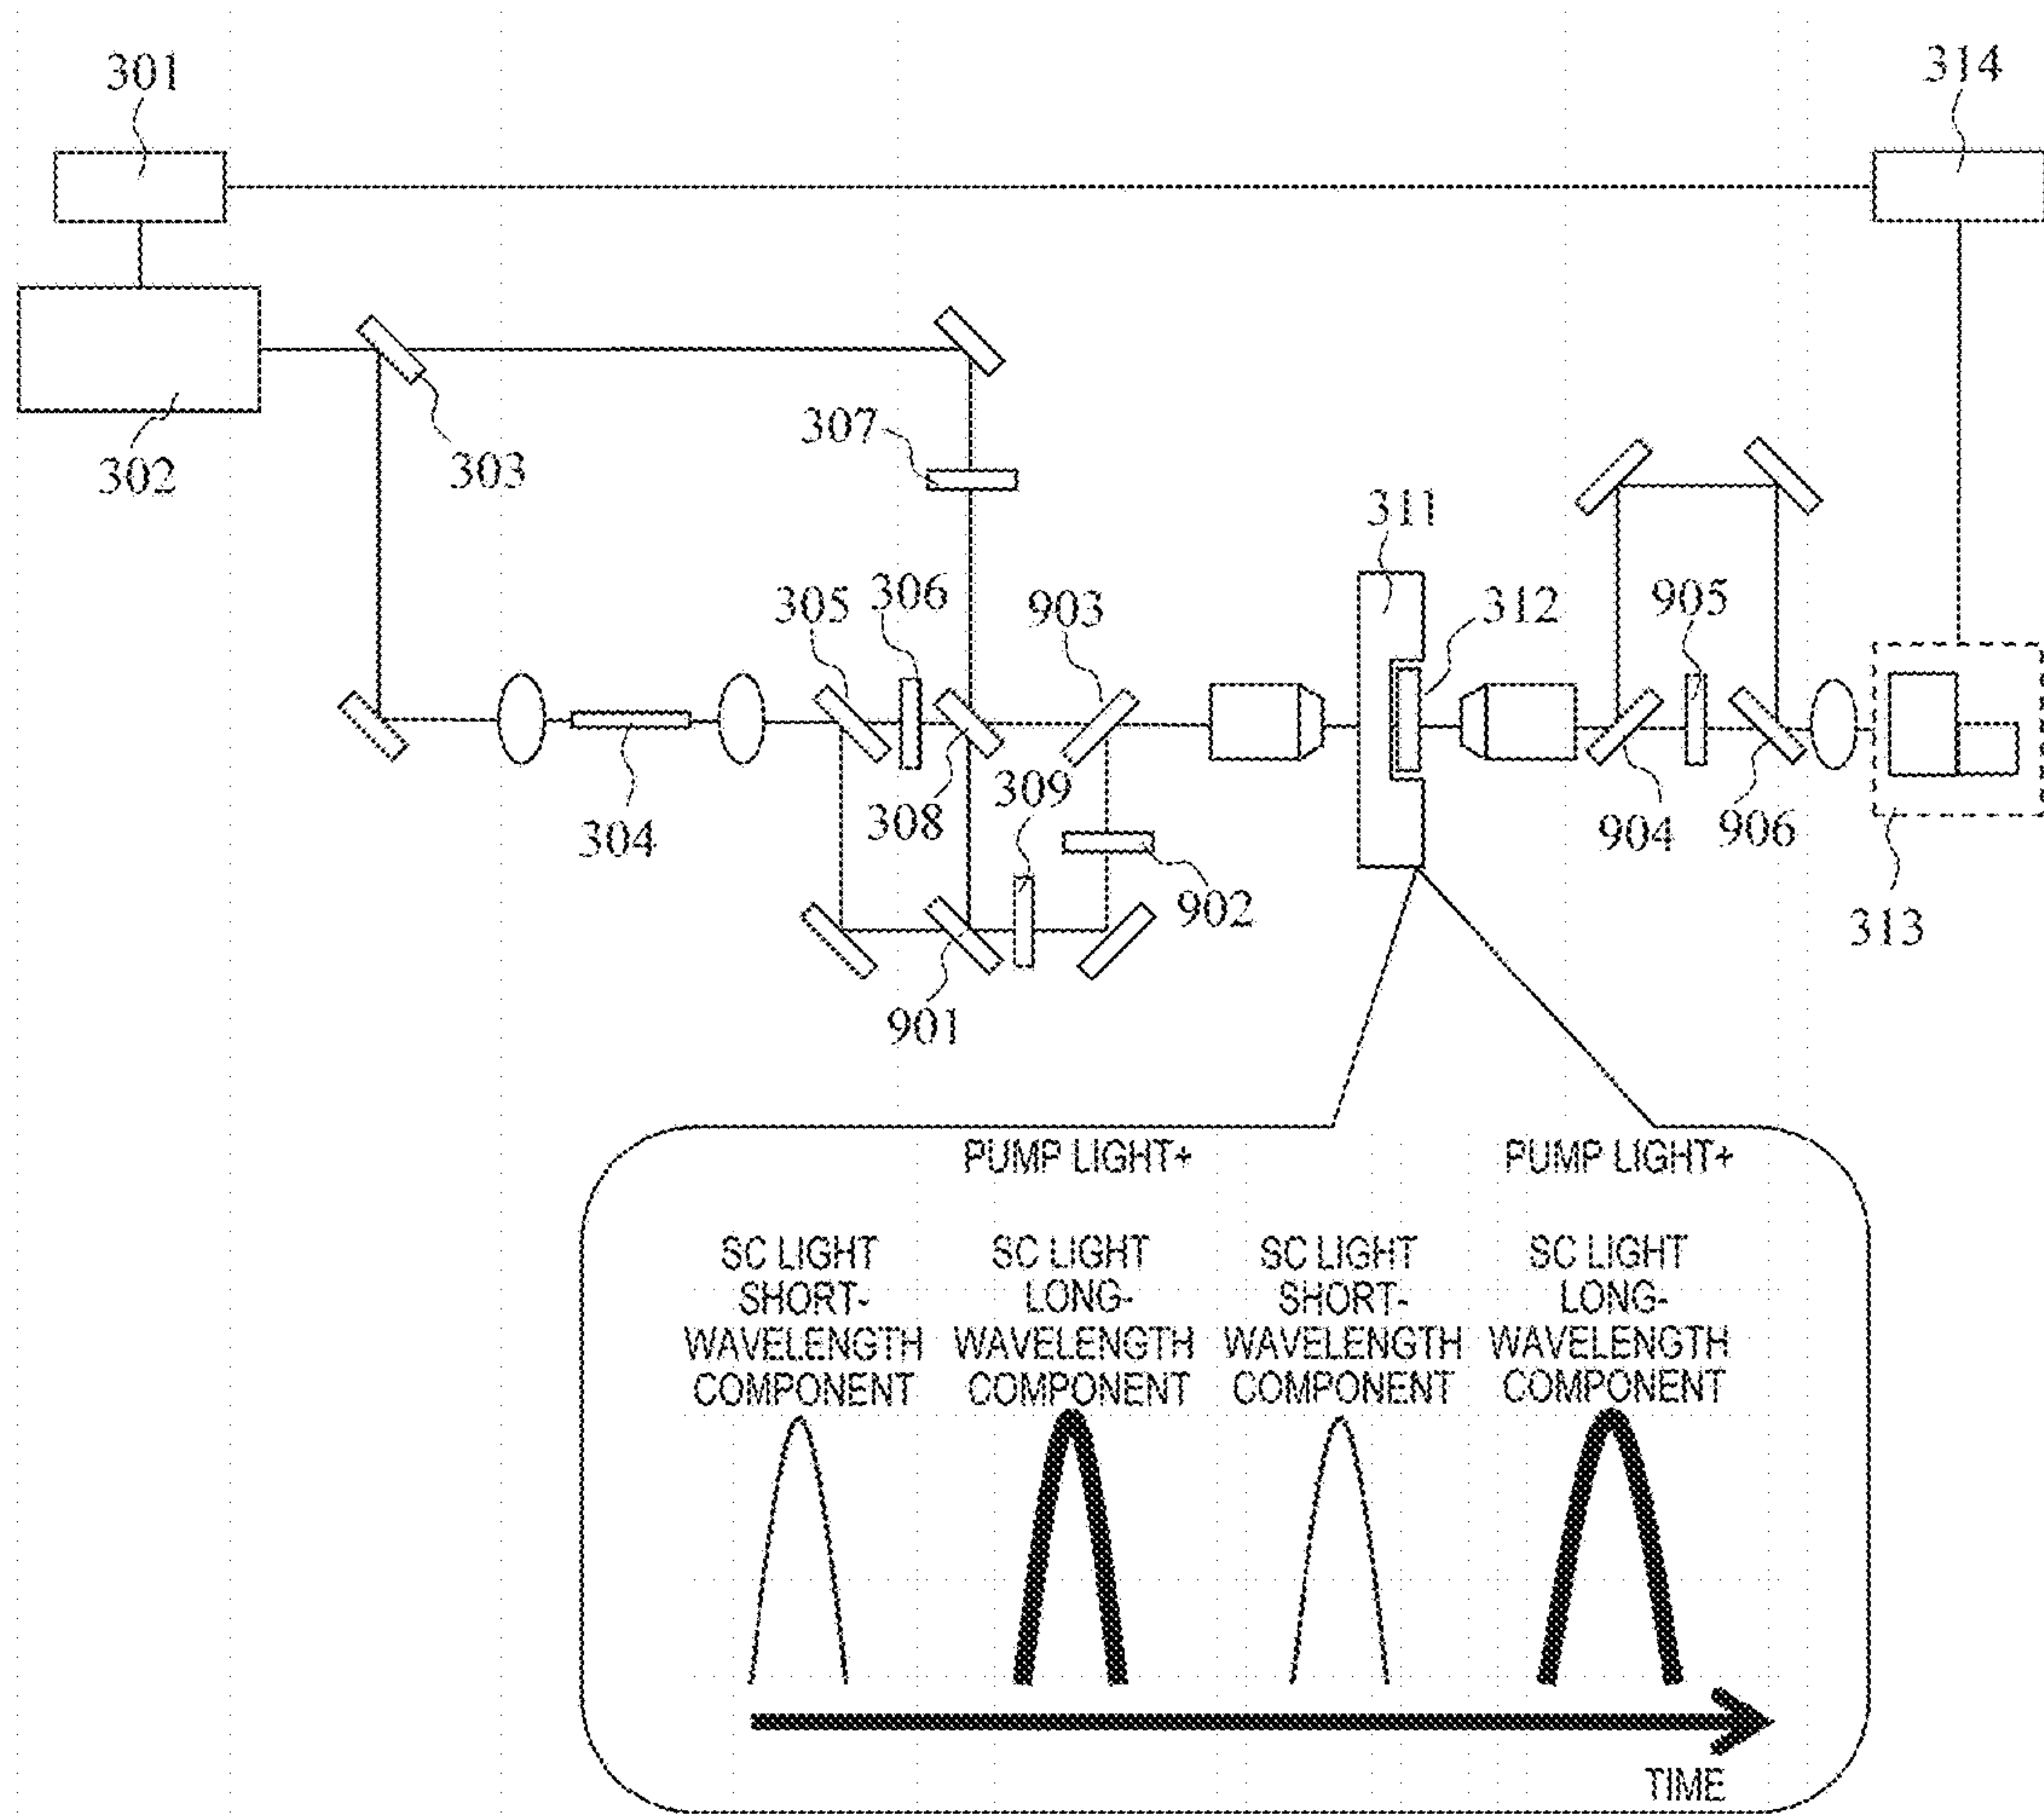 301
314
302
303
307
311
305
306
903
312
905
304
308
309
902
904
906
313
901
PUMP LIGHT+
PUMP LIGHT+
SC LIGHT
SHORT-
WAVELENGTH
COMPONENT
SC LIGHT
LONG-
WAVELENGTH
COMPONENT
SC LIGHT
SHORT-
WAVELENGTH
COMPONENT
SC LIGHT
LONG-
WAVELENGTH
COMPONENT
TIME